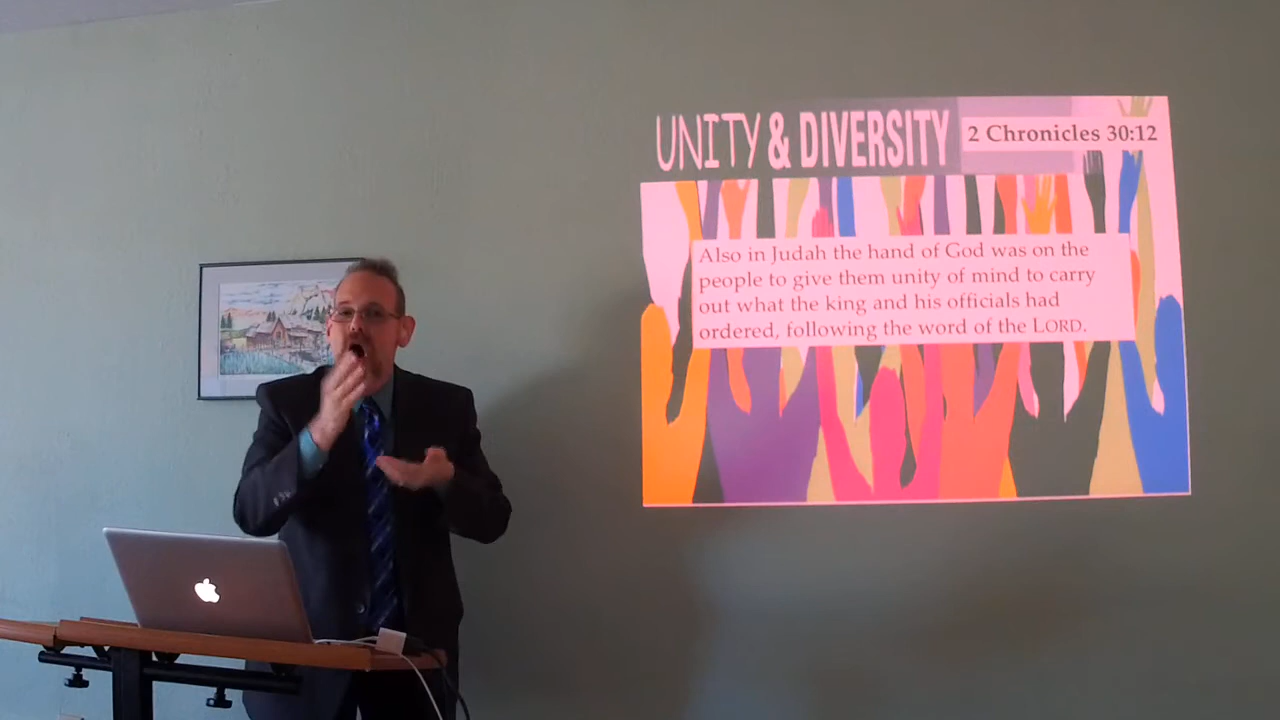 UNITY & DIVERSITY
2 Chronicles 30:12
Also in Judah the hand of God was on the
people to give them unity of mind to carry
out what the king and his officials had
ordered, following the word of the LORD.